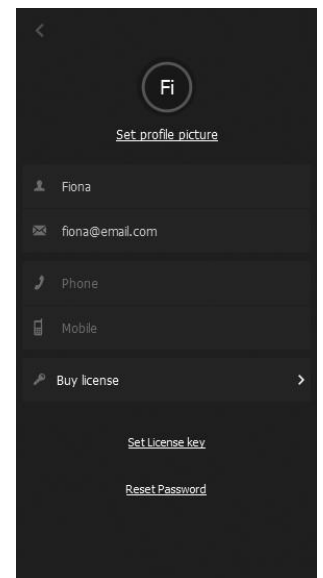 Fi
Set profile picture
Fiona
fiona@email.com
Phone
Mobile
Buy license
Set License key
Reset Password